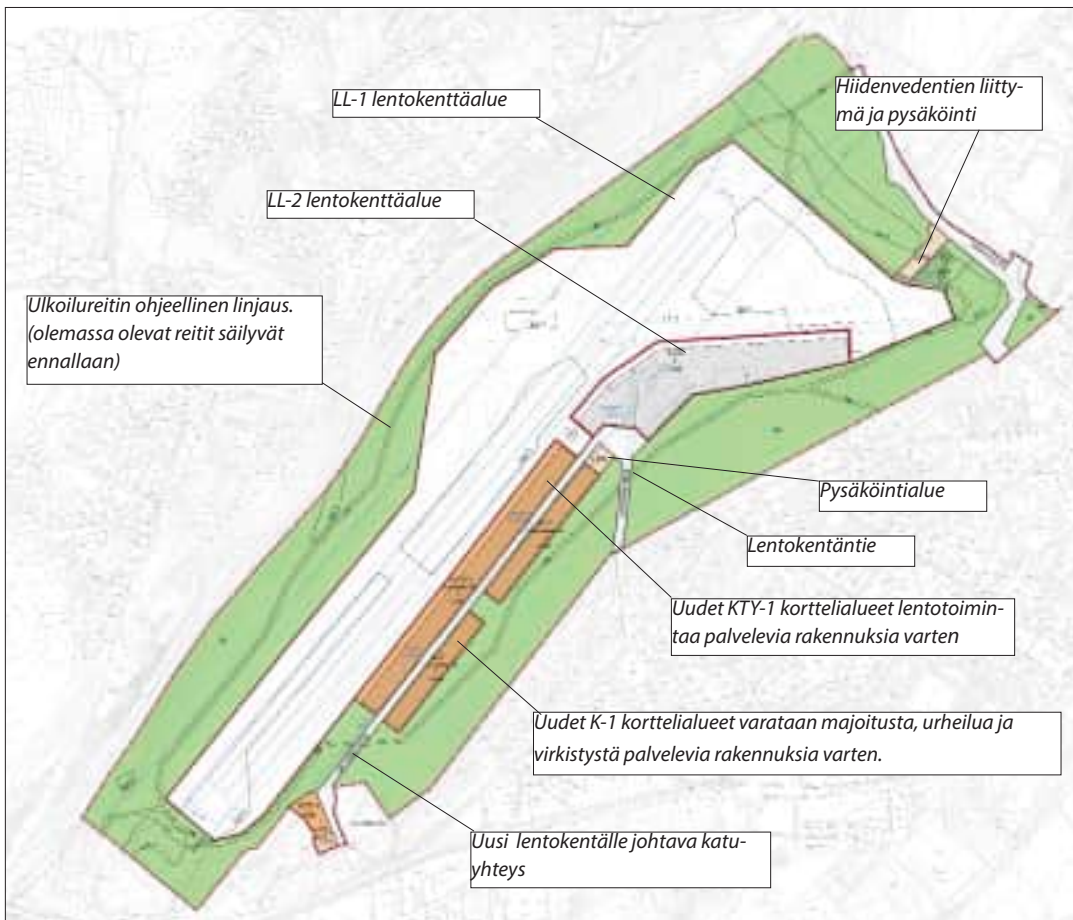 LL-1 lentokenttäalue
Hiidenvedentien liitty-
mä ja pysäköinti
LL-2 lentokenttäalue
Ulkoilureitin ohjeellinen linjaus.
(olemassa olevat reitit säilyvät
ennallaan)
Pysäköintialue
Lentokentäntie
Uudet KTY-1 korttelialueet lentotoimin-
taa palvelevia rakennuksia varten
Uudet K-1 korttelialueet varataan majoitusta, urheilua ja
virkistystä palvelevia rakennuksia varten.
Uusi lentokentälle johtava katu-
yhteys